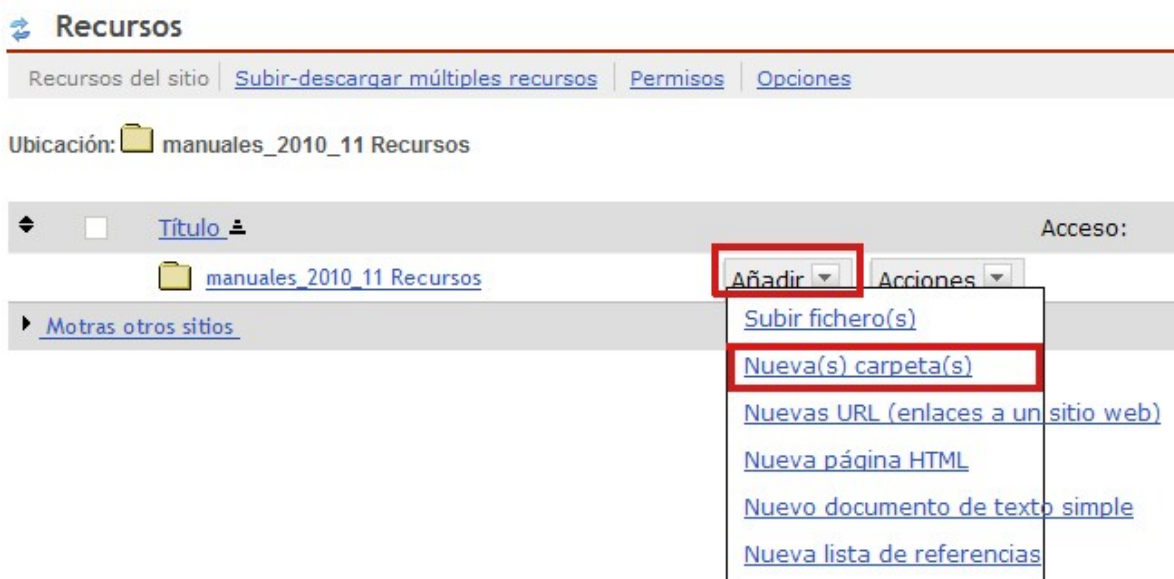 Recursos
Recursos del sitio Subir-descargar múltiples recursos Permisos Opciones
Ubicación: manuales_2010_11 Recursos
Título Acceso:
manuales_2010_11 Recursos Añadir Acciones
Subir fichero(s)
Motras otros sitios
Nueva(s) carpeta(s)
Nuevas URL (enlaces a un sitio web)
Nueva página HTML
Nuevo documento de texto simple
Nueva lista de referencias